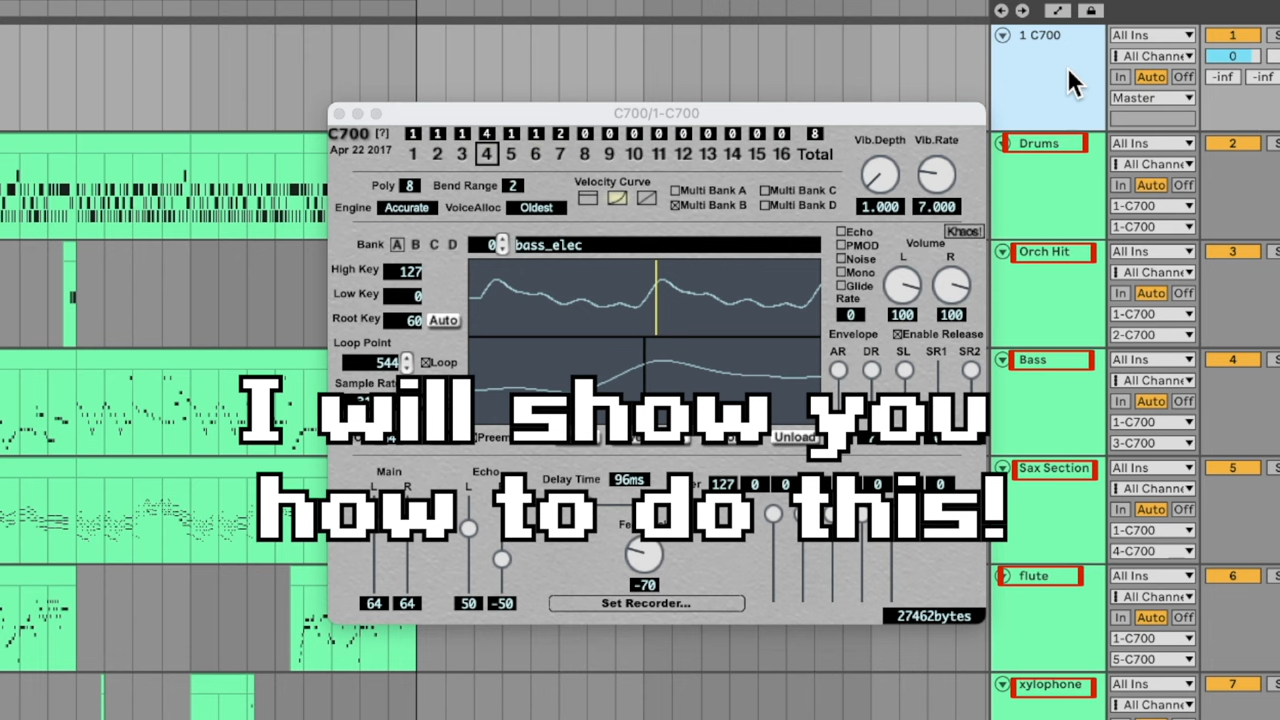 1 C700
All Ins
1
All Channe
0
In Auto Off
-inf
-inf
Master
C700/1-C700
C700 [?]
1 1 1 4 1 1 2 0 0 0 0 0 0 0 0 0 8
Apr 22 2017
1 2 3 4 5 6 7 8 9 10 11 12 13 14 15 16 Total
Vib.Depth Vib.Rate
1.000 7.000
Poly 8 Bend Range 2
Velocity Curve
Multi Bank A
Multi Bank C
Multi Bank B
Multi Bank D
Engine Accurate VoiceAlloc Oldest
Bank A B C D
0 bass_elec
Echo
PMOD
Noise
Mono
Glide
Rate
0
Khaos!
Volume
L R
100 100
High Key 127
Low Key 0
Root Key 60 Auto
Loop Point
544 Loop
Envelope
Enable Release
AR DR SL SR1 SR2
Unload
I will show you
how to do this!
Main
L R
64 64
Echo
L
50 -50
Delay Time 96ms
127 0 0 0 0
-70
Set Recorder...
27462bytes
Drums
All Ins
2
All Channe
In Auto Off
1-C700
1-C700
Orch Hit
All Ins
3
All Channe
In Auto Off
1-C700
2-C700
Bass
All Ins
4
All Channe
In Auto Off
1-C700
3-C700
Sax Section
All Ins
5
All Channe
In Auto Off
1-C700
4-C700
flute
All Ins
6
All Channe
In Auto Off
1-C700
5-C700
xylophone
All Ins
7
All Channe